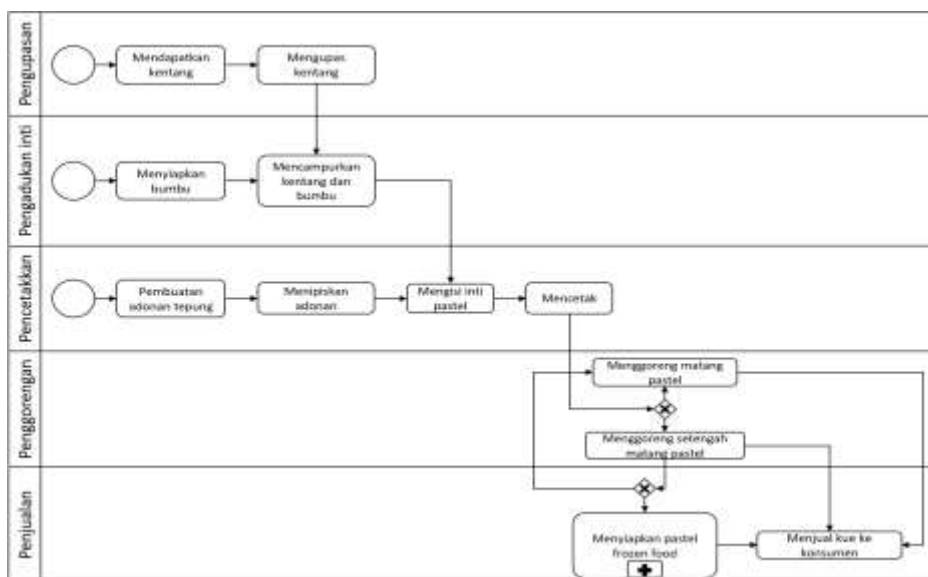 Pengupasan
Mendapatkan
kentang
Mengupas
kentang
Pengadukan inti
Menyiapkan
bumbu
Mencampurkan
kentang dan
bumbu
Pencetakkan
Pembuatan
adonan tepung
Menipiskan
adonan
Mengisi inti
pastel
Mencetak
Penggorengan
Menggoreng matang
pastel
Menggoreng setengah
matang pastel
Penjualan
Menyiapkan pastel
frozen food
Menjual kue ke
konsumen